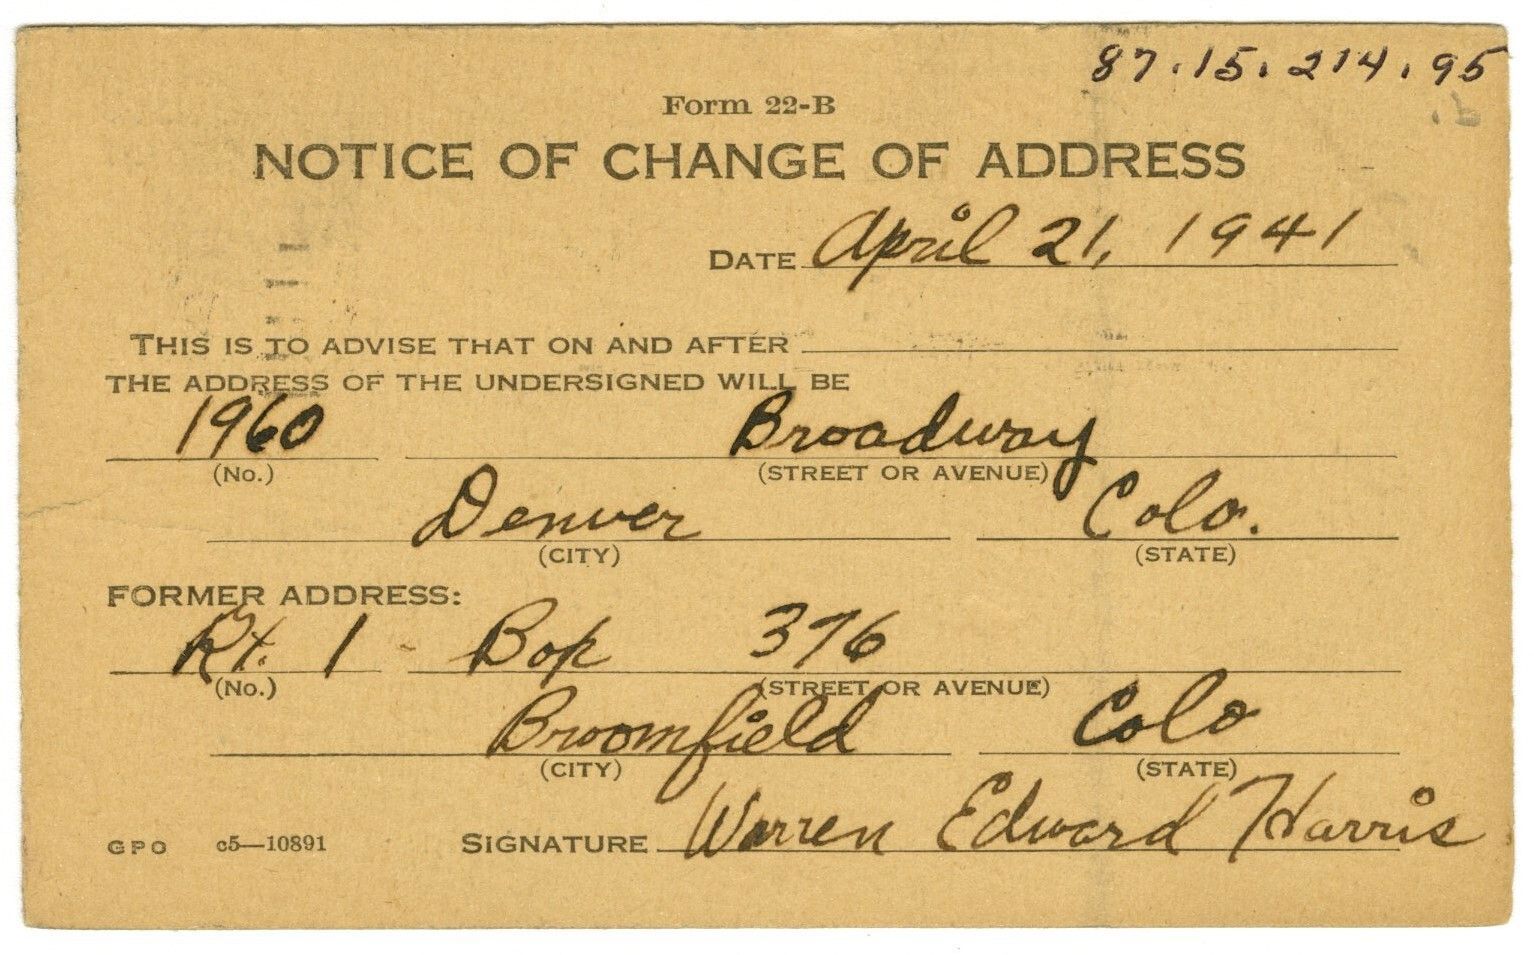 87.15.214.95
Form 22-B
NOTICE OF CHANGE OF ADDRESS
DATE April 21, 1941
THIS IS TO ADVISE THAT ON AND AFTER
THE ADDRESS OF THE UNDERSIGNED WILL BE
1960 Broadway
(No.) (STREET OR AVENUE)
Denver Colo.
(CITY) (STATE)
FORMER ADDRESS:
Rt. 1 - Box 376
(No.) (STREET OR AVENUE)
Broomfield Colo
(CITY) (STATE)
GPO c5—10891 SIGNATURE Warren Edward Harris